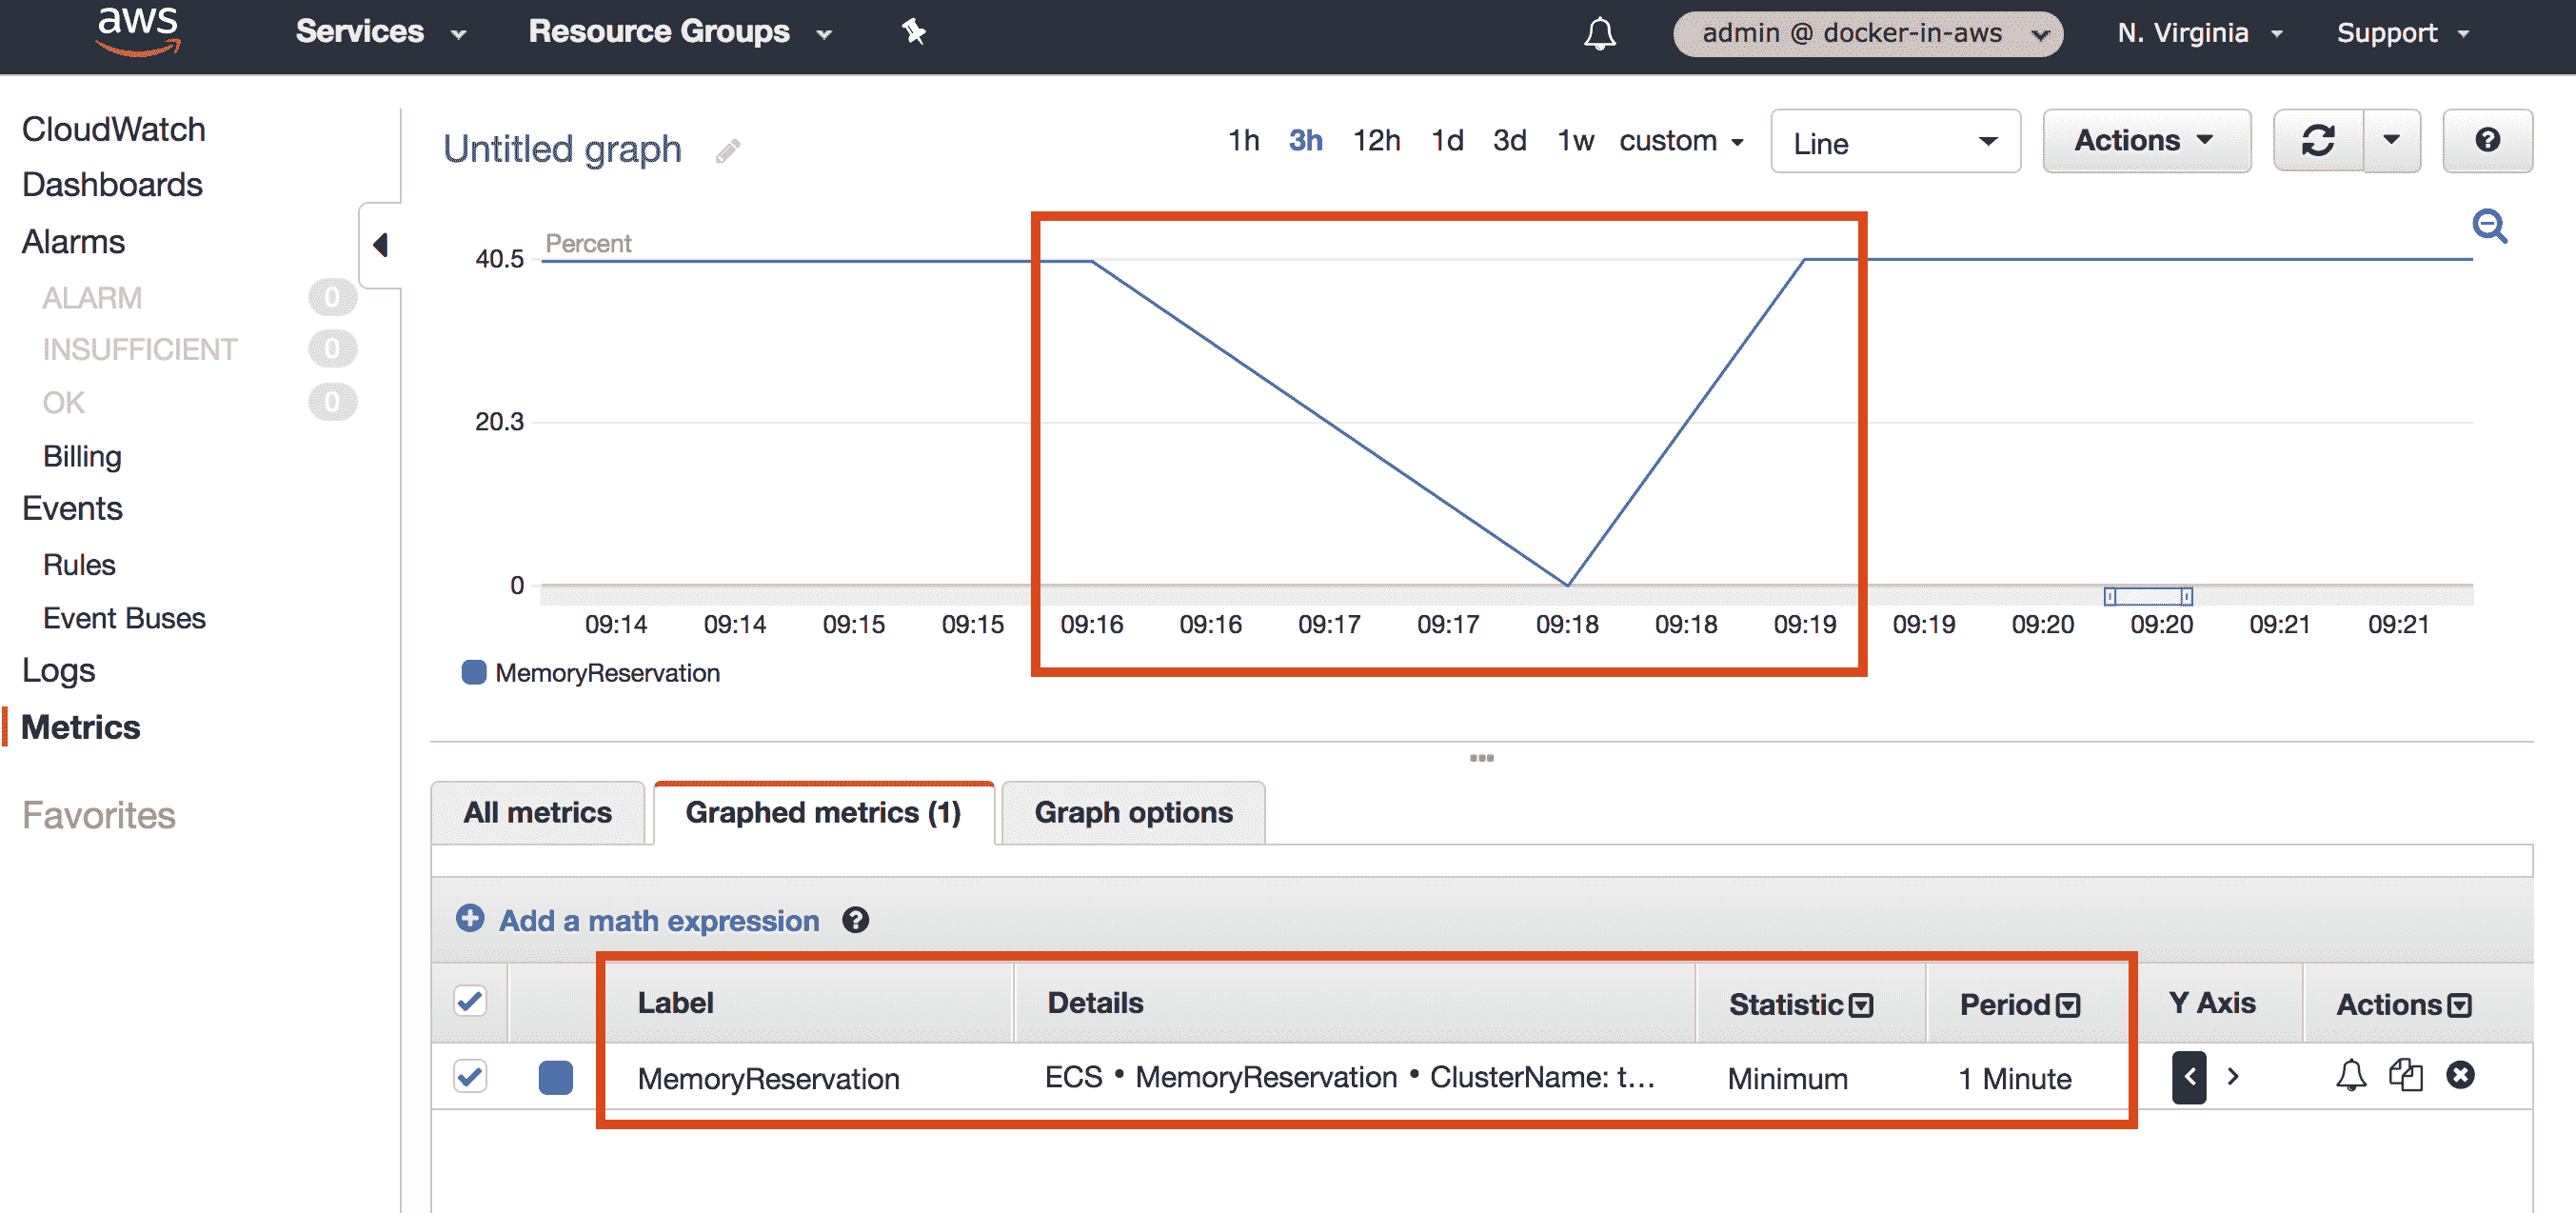 aws Services Resource Groups admin @ docker-in-aws N. Virginia Support
CloudWatch
Dashboards
Alarms
ALARM 0
INSUFFICIENT 0
OK 0
Billing
Events
Rules
Event Buses
Logs
Metrics
Favorites
Untitled graph 1h 3h 12h 1d 3d 1w custom Line Actions ?
Percent
40.5
20.3
0
09:14 09:14 09:15 09:15 09:16 09:16 09:17 09:17 09:18 09:18 09:19 09:19 09:20 09:20 09:21 09:21
MemoryReservation
All metrics Graphed metrics (1) Graph options
Add a math expression ?
Label Details Statistic Period Y Axis Actions
MemoryReservation ECS • MemoryReservation • ClusterName: t... Minimum 1 Minute < >